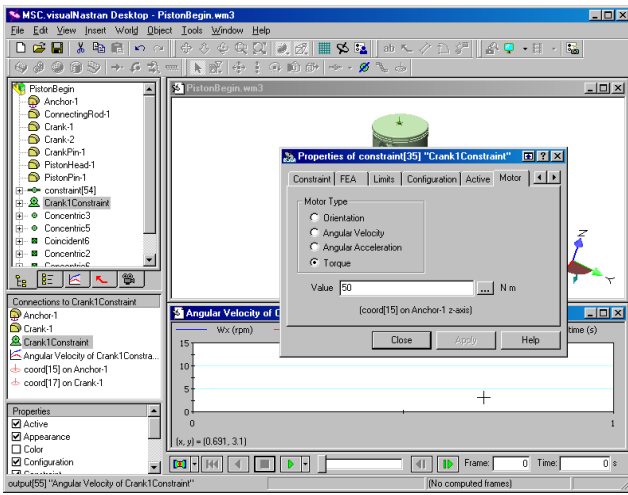 MSC.visualNastran Desktop - PistonBegin.wm3
File Edit View Insert World Object Tools Window Help
PistonBegin
Anchor-1
ConnectingRod-1
Crank-1
Crank-2
CrankPin-1
PistonHead-1
PistonPin-1
constraint[54]
Crank1Constraint
Concentric3
Concentric5
Coincident6
Concentric2
Connections to Crank1Constraint
Anchor-1
Crank-1
Crank1Constraint
Angular Velocity of Crank1Constra...
coord[15] on Anchor-1
coord[17] on Crank-1
Properties
Active
Appearance
Color
Configuration
PistonBegin.wm3
Properties of constraint[35] "Crank1Constraint"
Constraint FEA Limits Configuration Active Motor
Motor Type
Orientation
Angular Velocity
Angular Acceleration
Torque
Value 50 ... N m
(coord[15] on Anchor-1 z-axis)
Close Apply Help
Z
Y
Angular Velocity of C
Wx (rpm)
time (s)
15
10
5
0
0 1
(x, y) = (0.691, 3.1)
Frame: 0 Time: 0 s
output[55] "Angular Velocity of Crank1Constraint"
(No computed frames)